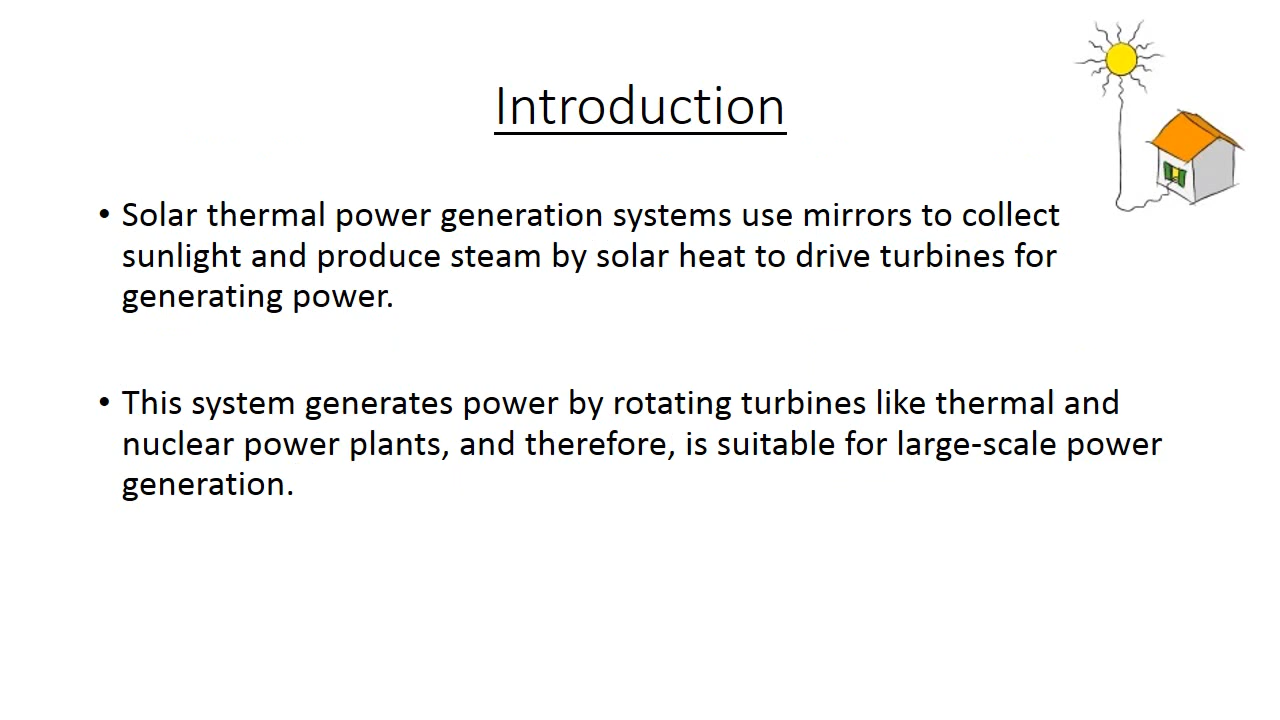 Introduction
• Solar thermal power generation systems use mirrors to collect
sunlight and produce steam by solar heat to drive turbines for
generating power.
• This system generates power by rotating turbines like thermal and
nuclear power plants, and therefore, is suitable for large-scale power
generation.